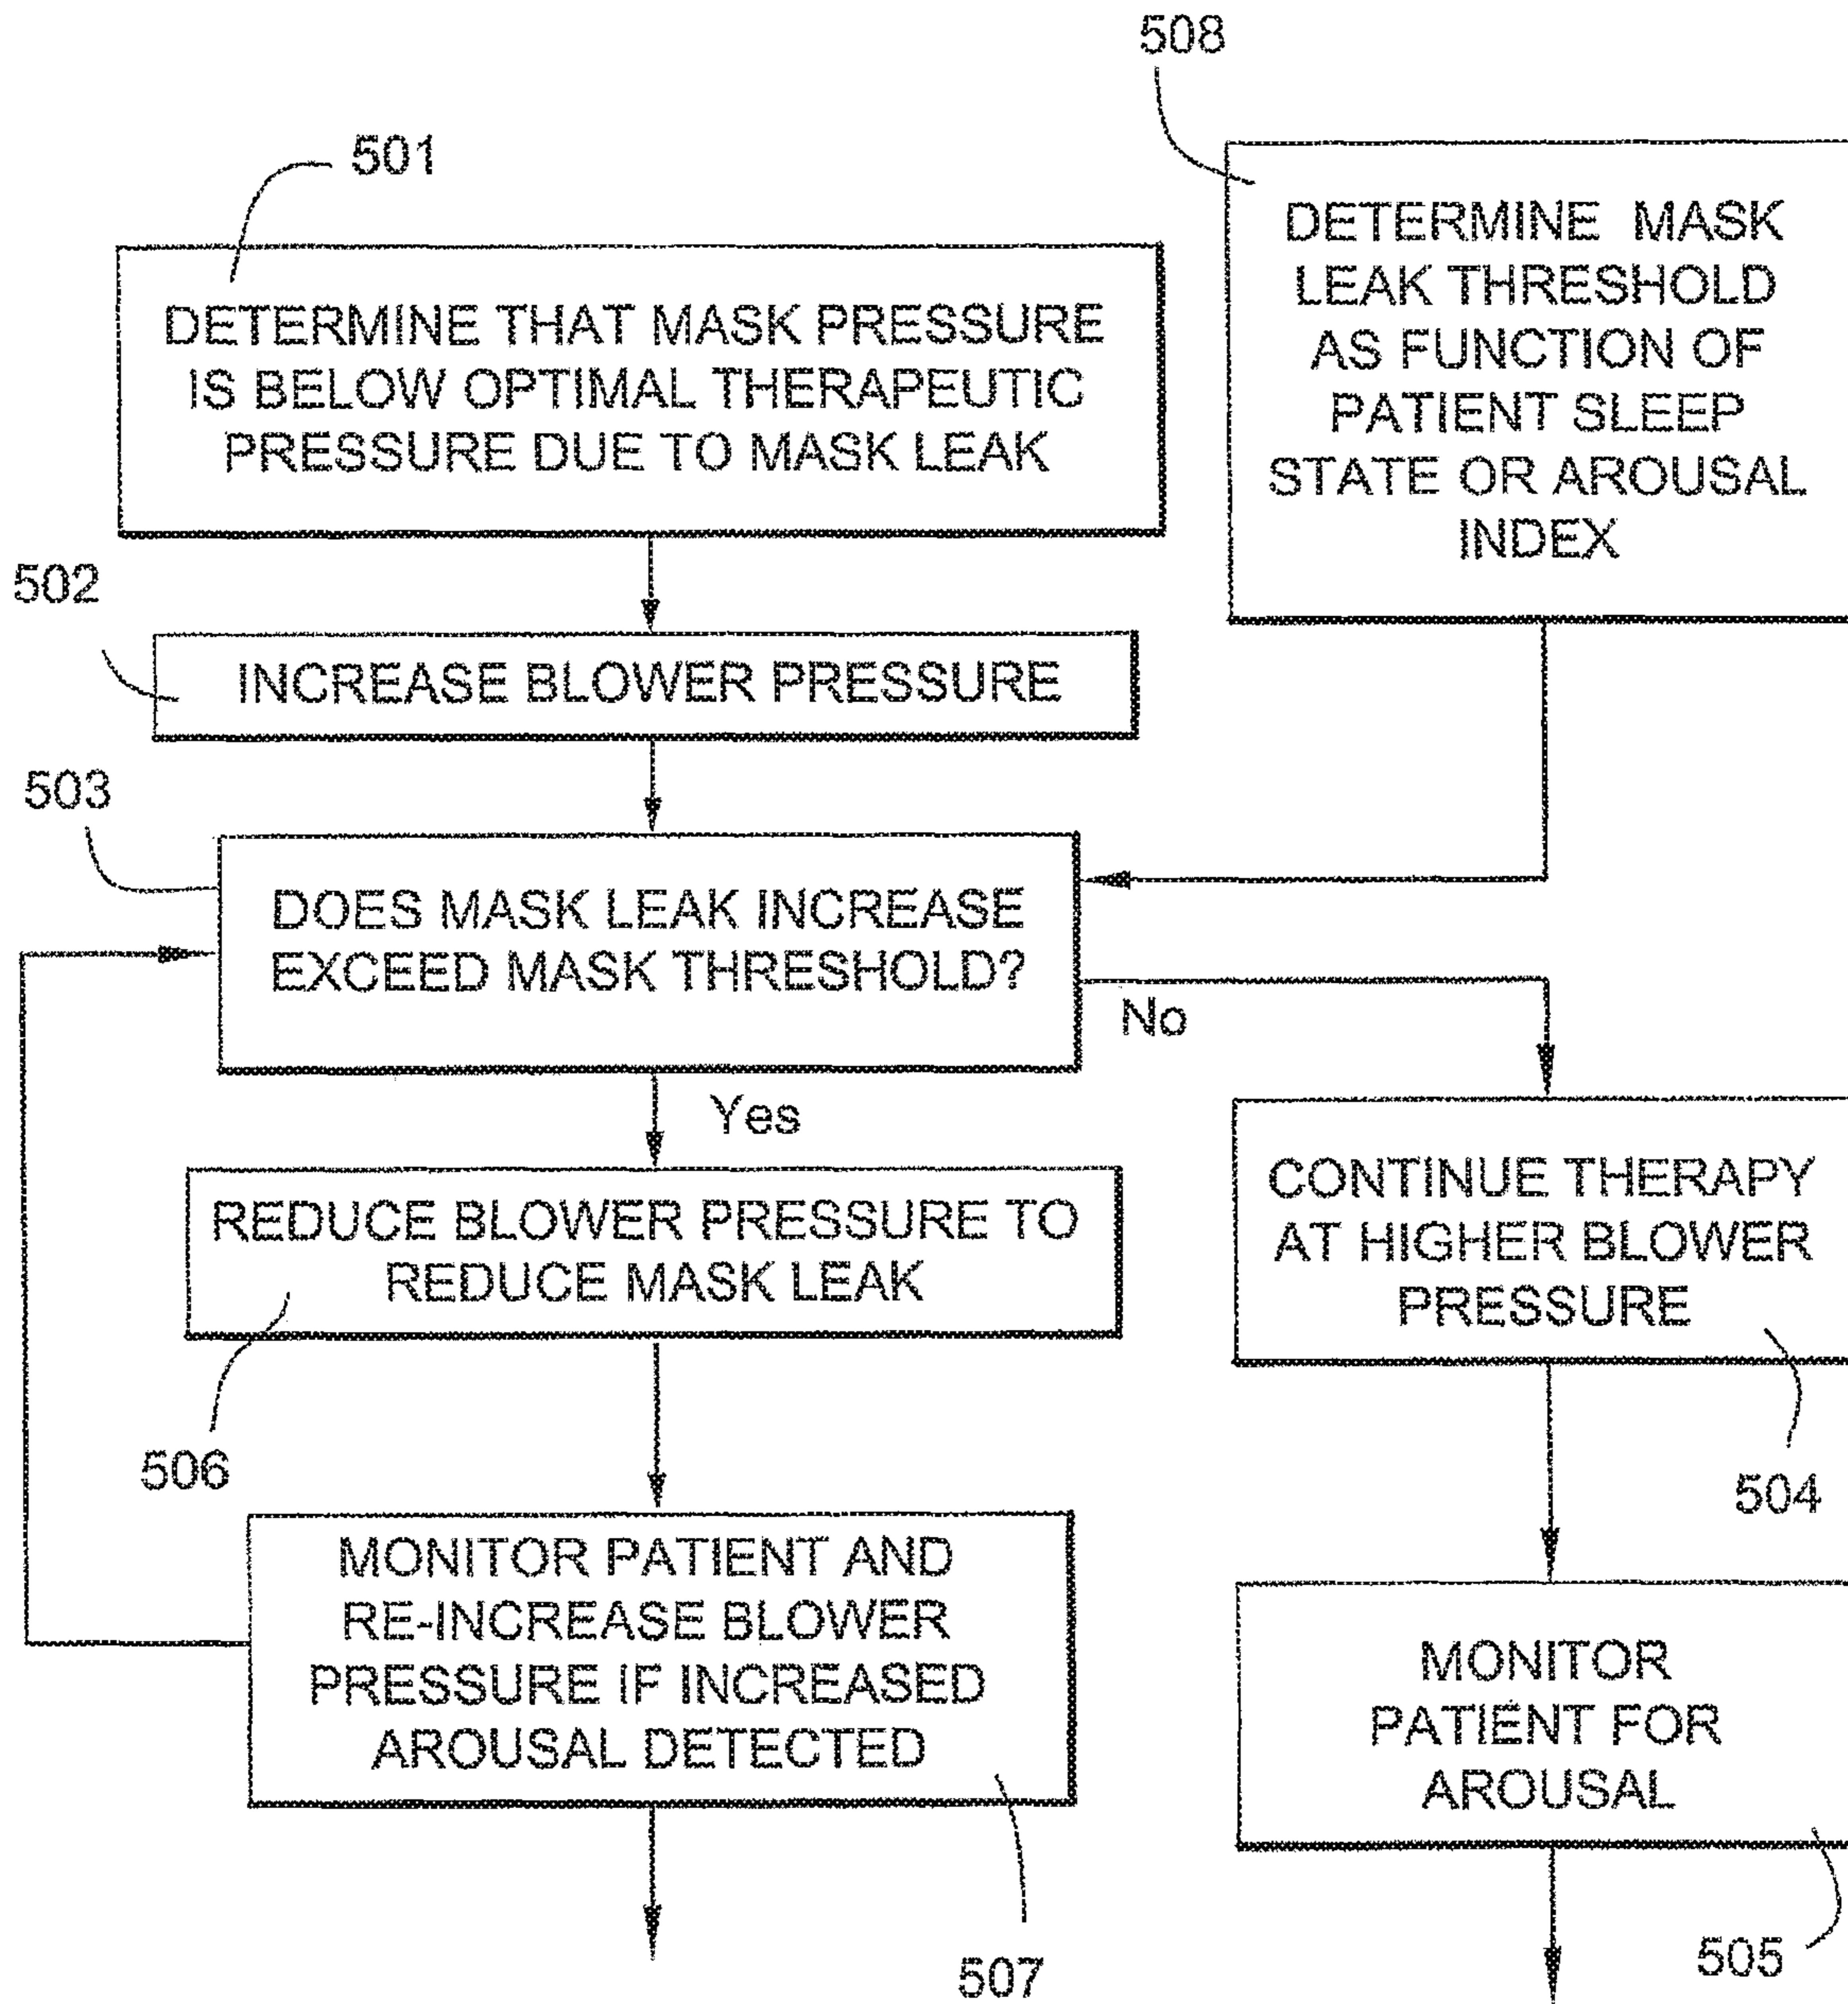 508
501
DETERMINE THAT MASK PRESSURE
IS BELOW OPTIMAL THERAPEUTIC
PRESSURE DUE TO MASK LEAK
DETERMINE MASK
LEAK THRESHOLD
AS FUNCTION OF
PATIENT SLEEP
STATE OR AROUSAL
INDEX
502
INCREASE BLOWER PRESSURE
503
DOES MASK LEAK INCREASE
EXCEED MASK THRESHOLD?
No
Yes
REDUCE BLOWER PRESSURE TO
REDUCE MASK LEAK
506
CONTINUE THERAPY
AT HIGHER BLOWER
PRESSURE
504
MONITOR PATIENT AND
RE-INCREASE BLOWER
PRESSURE IF INCREASED
AROUSAL DETECTED
507
MONITOR
PATIENT FOR
AROUSAL
505